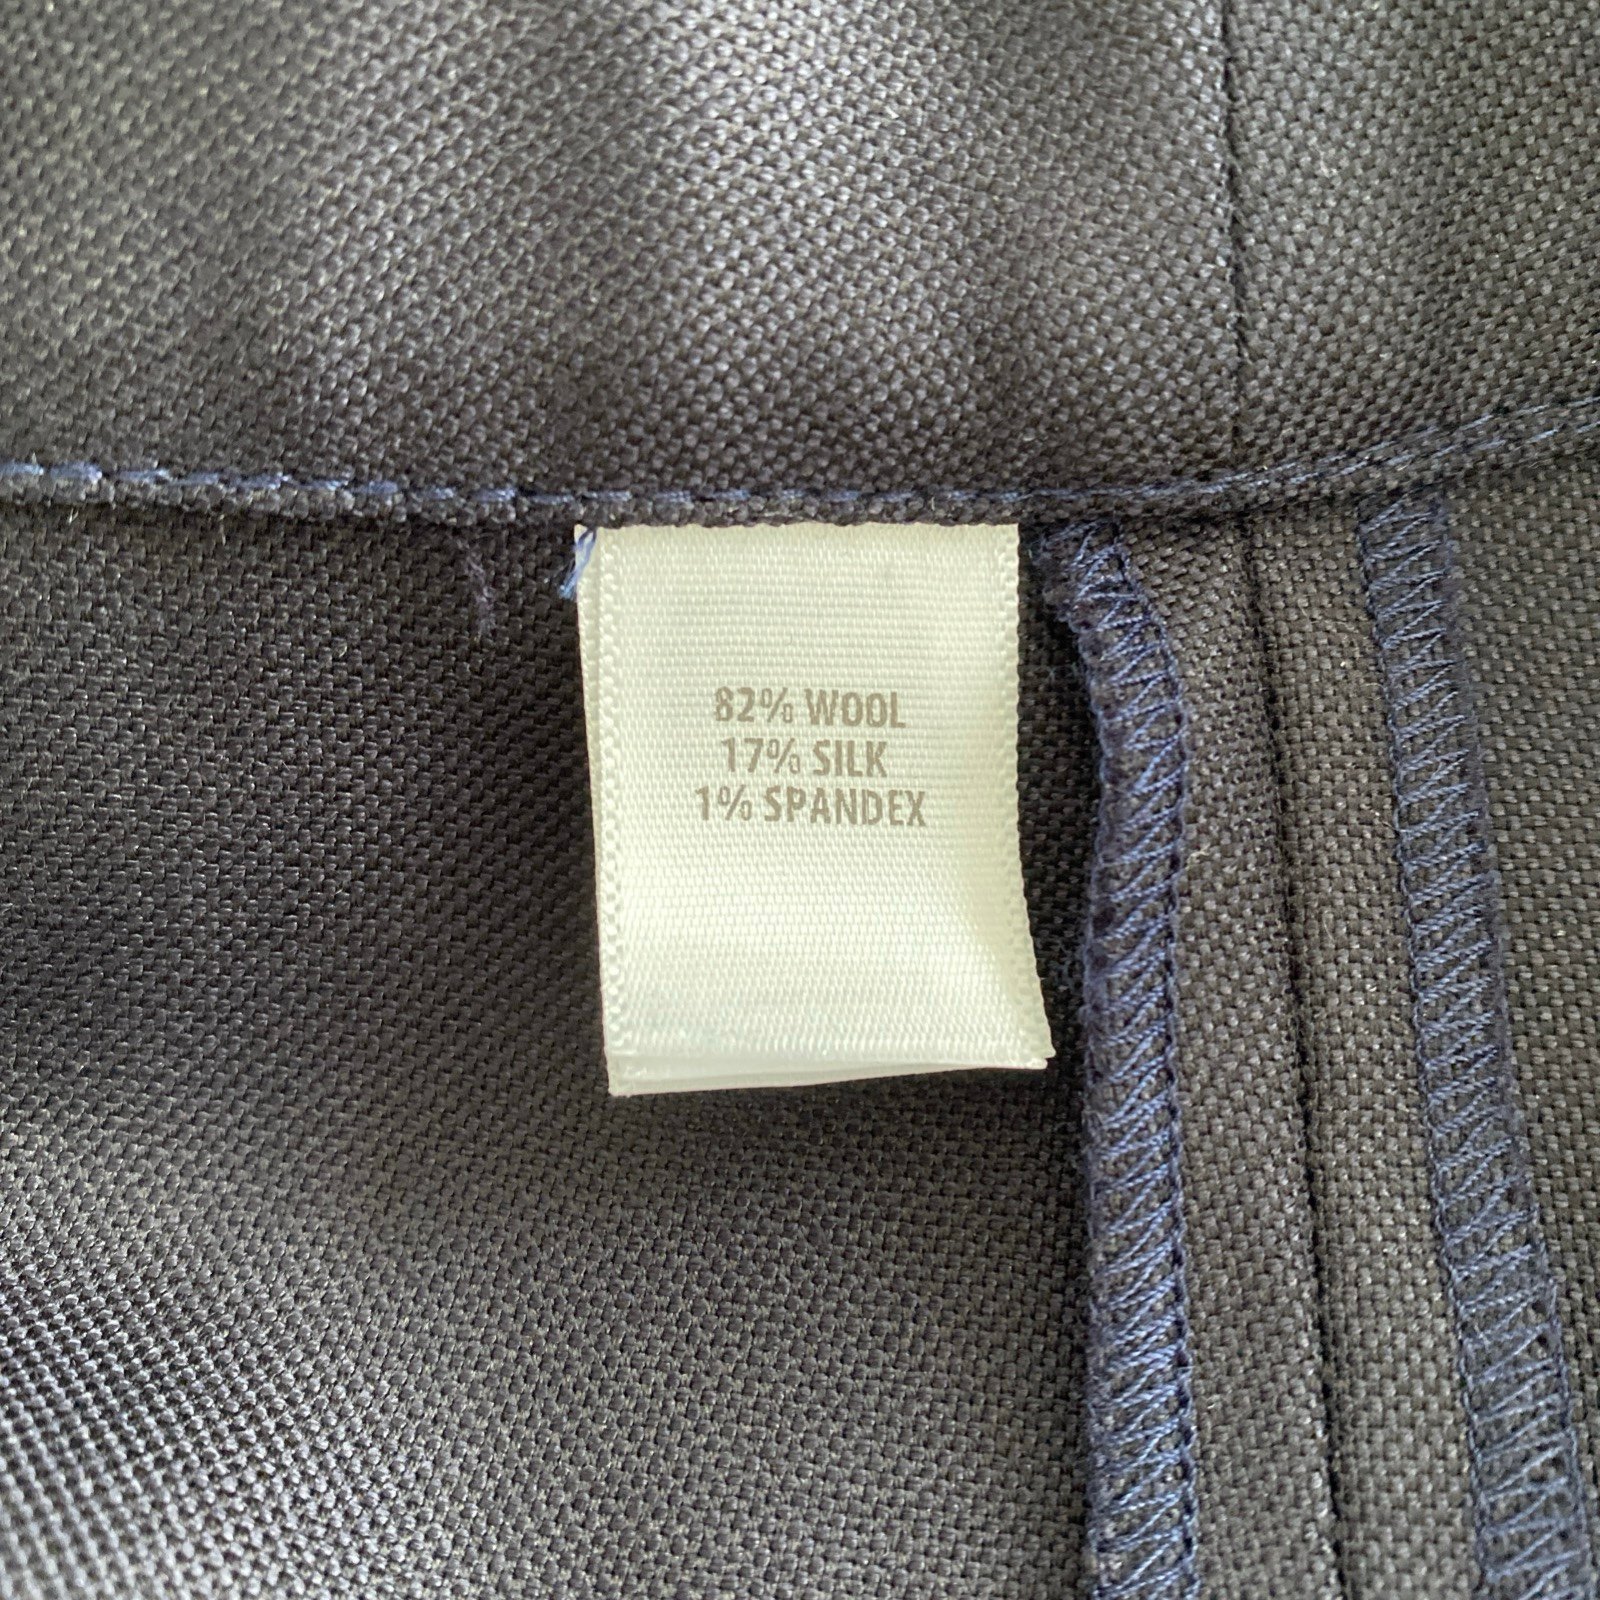 82% WOOL
17% SILK
1% SPANDEX